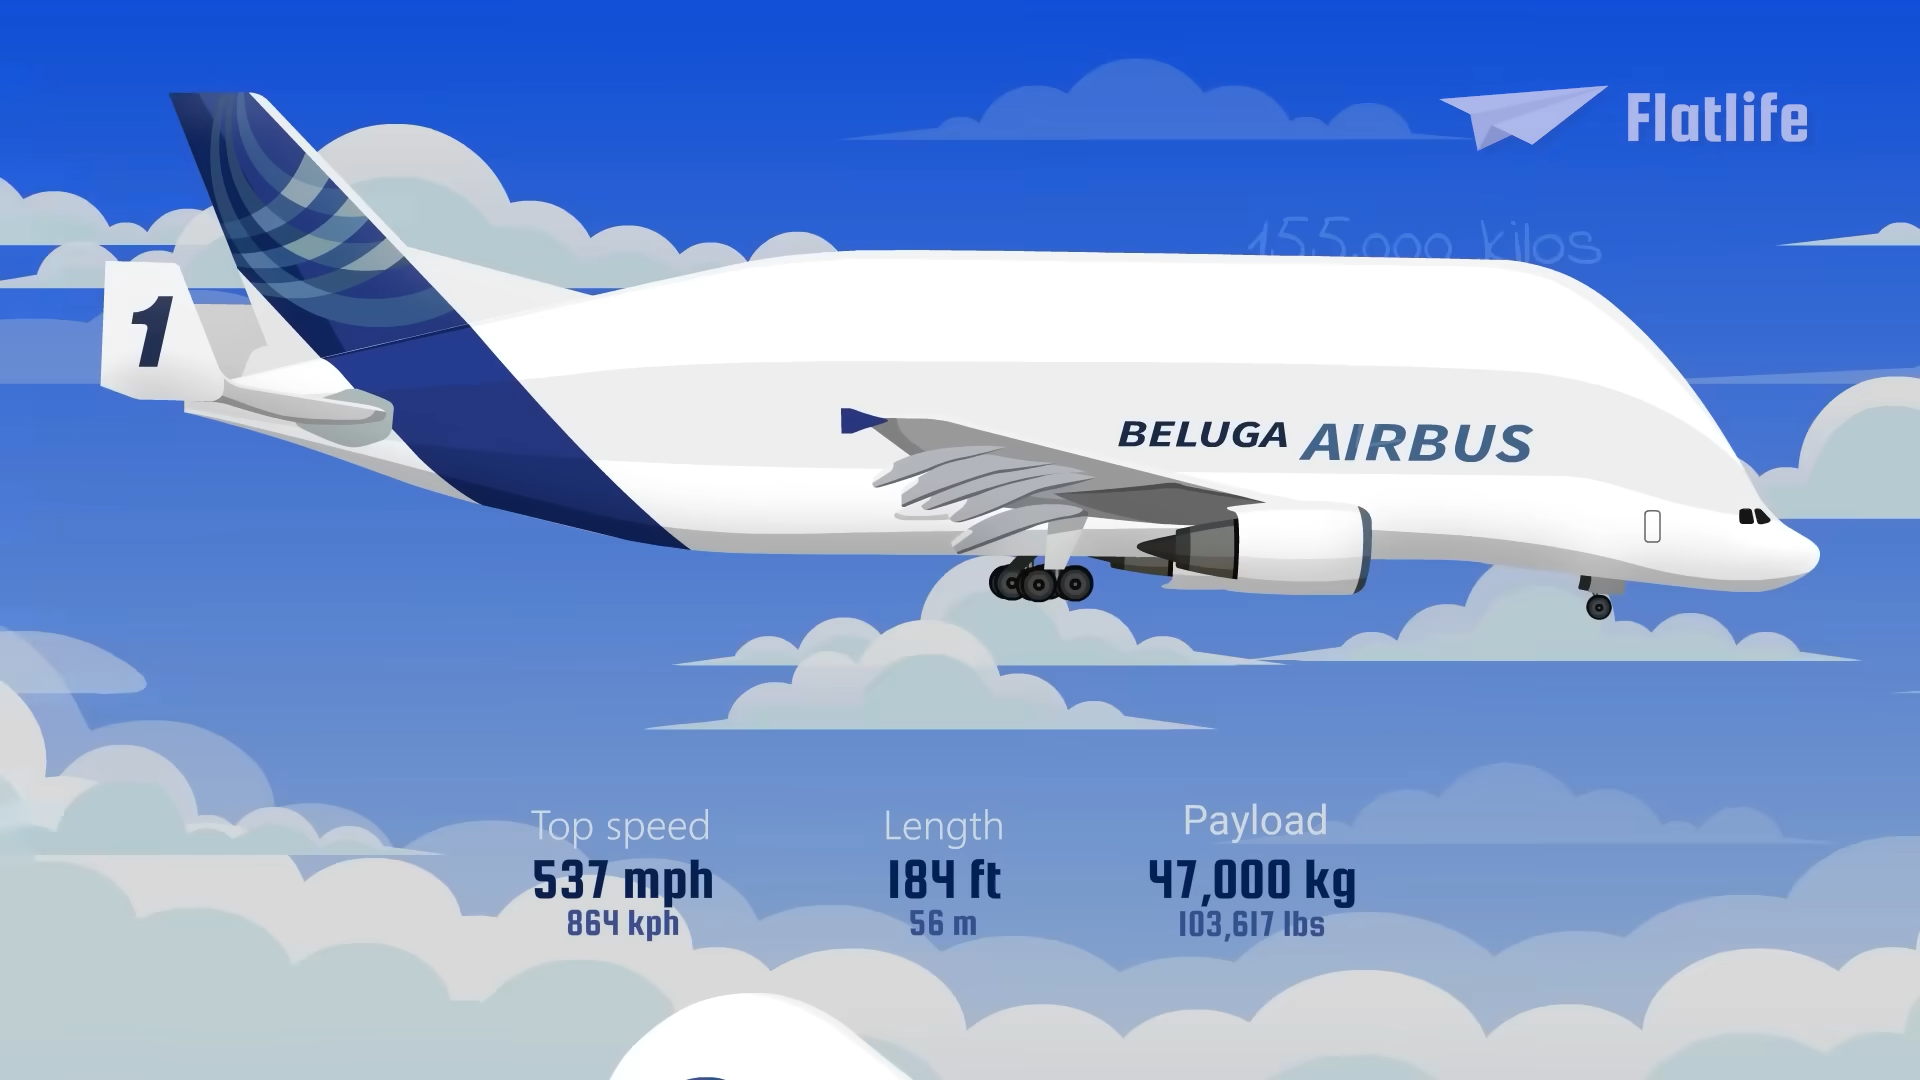 Flatlife
155.000 kilos
1
BELUGA AIRBUS
Top speed
537 mph
864 kph
Length
184 ft
56 m
Payload
47,000 kg
103,617 lbs